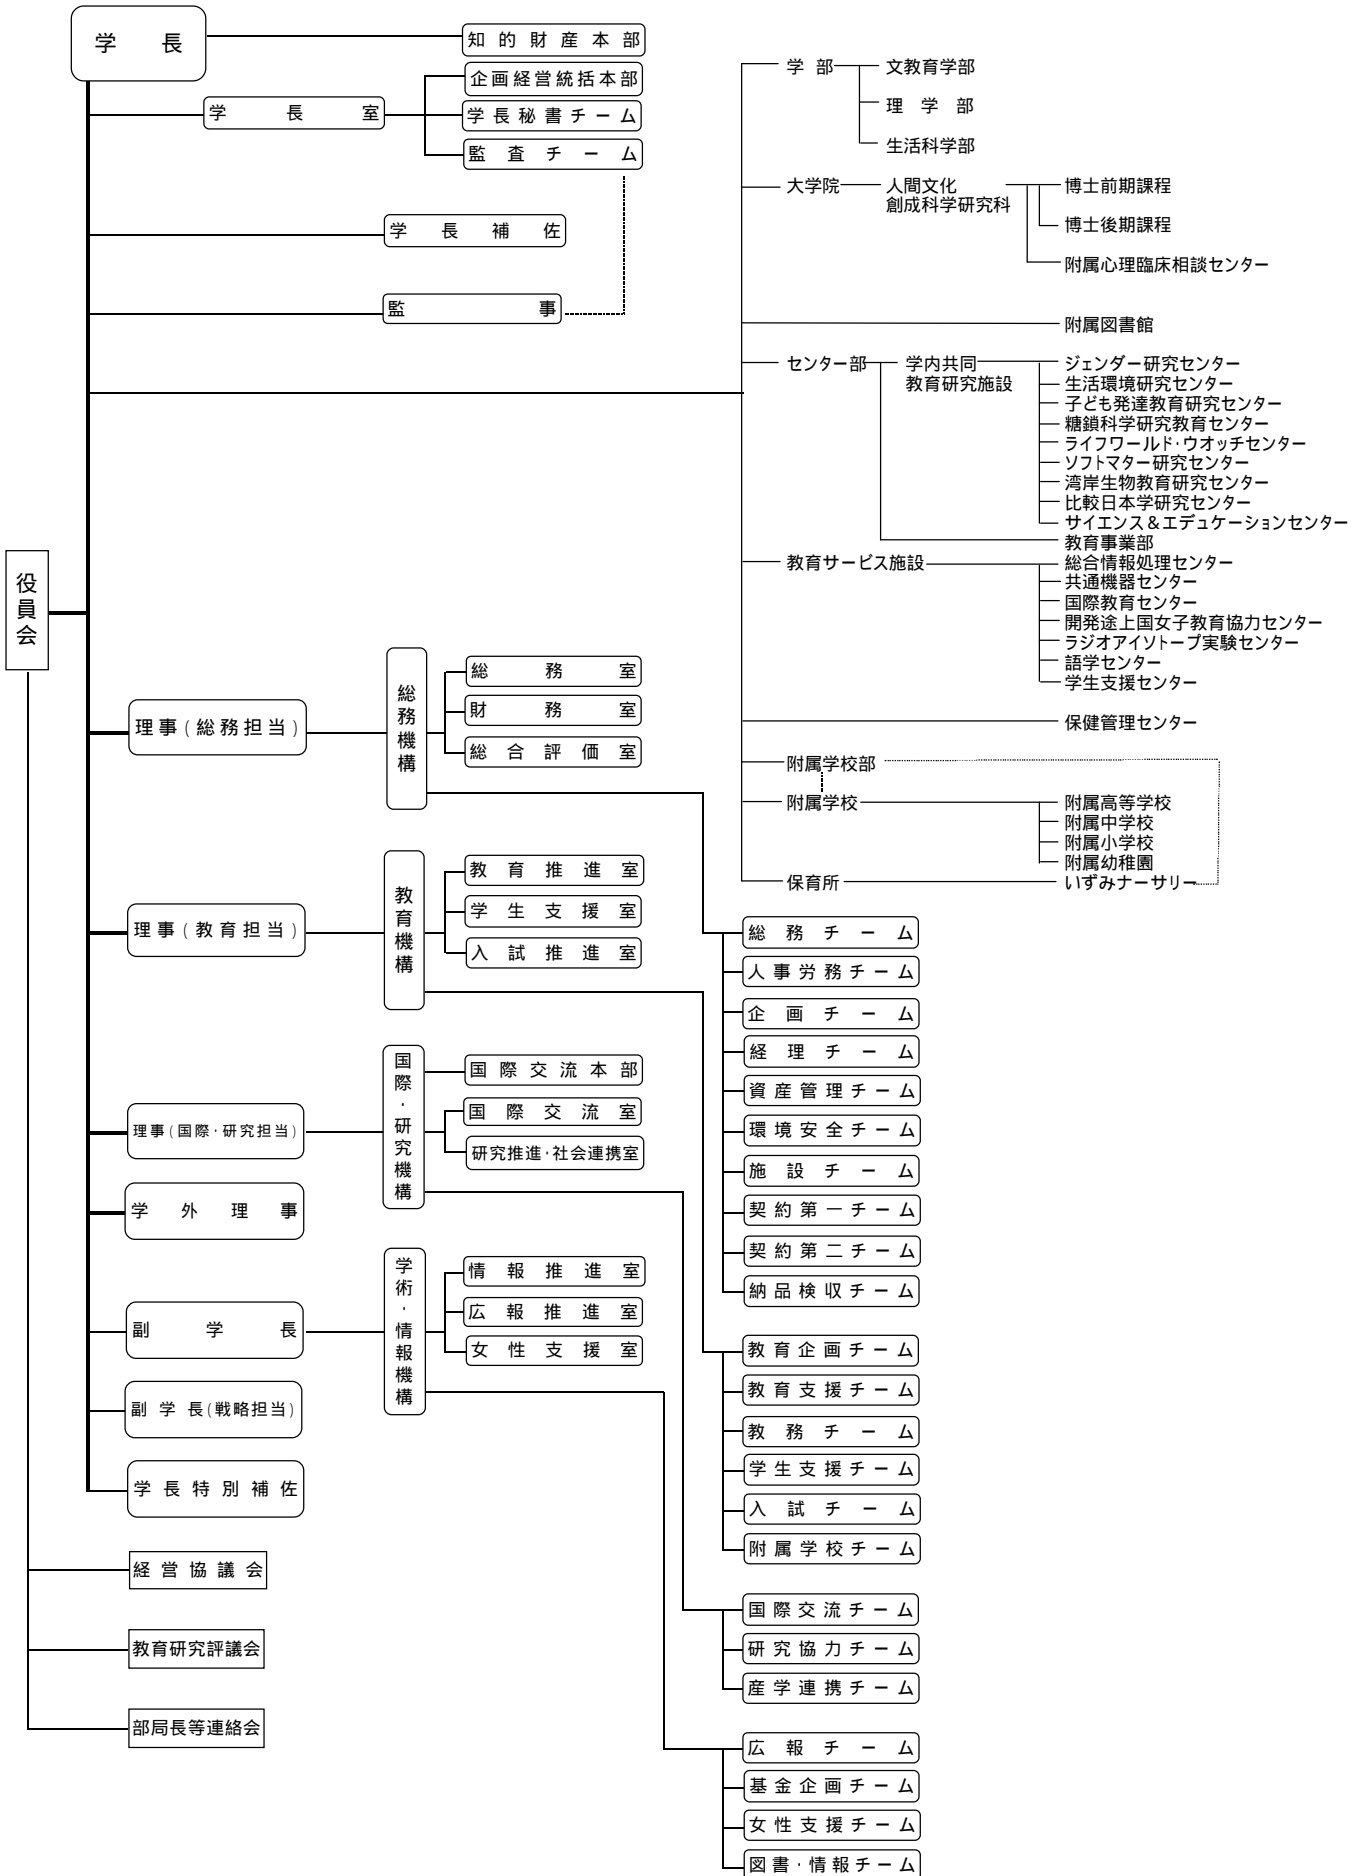 学長
知的財産本部
学長室
企画経営統括本部
学長秘書チーム
監査チーム
学長補佐
監事
学部
文教育学部
理学部
生活科学部
大学院
人間文化
創成科学研究科
博士前期課程
博士後期課程
附属心理臨床相談センター
附属図書館
センター部
学内共同
教育研究施設
ジェンダー研究センター
生活環境研究センター
子ども発達教育研究センター
糖鎖科学研究教育センター
ライフワールド・ウオッチセンター
ソフトマター研究センター
湾岸生物教育研究センター
比較日本学研究センター
サイエンス＆エデュケーションセンター
教育事業部
教育サービス施設
総合情報処理センター
共通機器センター
国際教育センター
開発途上国女子教育協力センター
ラジオアイソトープ実験センター
語学センター
学生支援センター
保健管理センター
附属学校部
附属学校
附属高等学校
附属中学校
附属小学校
附属幼稚園
保育所
いずみナーサリー
役員会
理事(総務担当)
総務機構
総務室
財務室
総合評価室
理事(教育担当)
教育機構
教育推進室
学生支援室
入試推進室
理事(国際・研究担当)
国際・研究機構
国際交流本部
国際交流室
研究推進・社会連携室
学外理事
副学長
学術・情報機構
情報推進室
広報推進室
女性支援室
副学長(戦略担当)
学長特別補佐
経営協議会
教育研究評議会
部局長等連絡会
総務チーム
人事労務チーム
企画チーム
経理チーム
資産管理チーム
環境安全チーム
施設チーム
契約第一チーム
契約第二チーム
納品検収チーム
教育企画チーム
教育支援チーム
教務チーム
学生支援チーム
入試チーム
附属学校チーム
国際交流チーム
研究協力チーム
産学連携チーム
広報チーム
基金企画チーム
女性支援チーム
図書・情報チーム